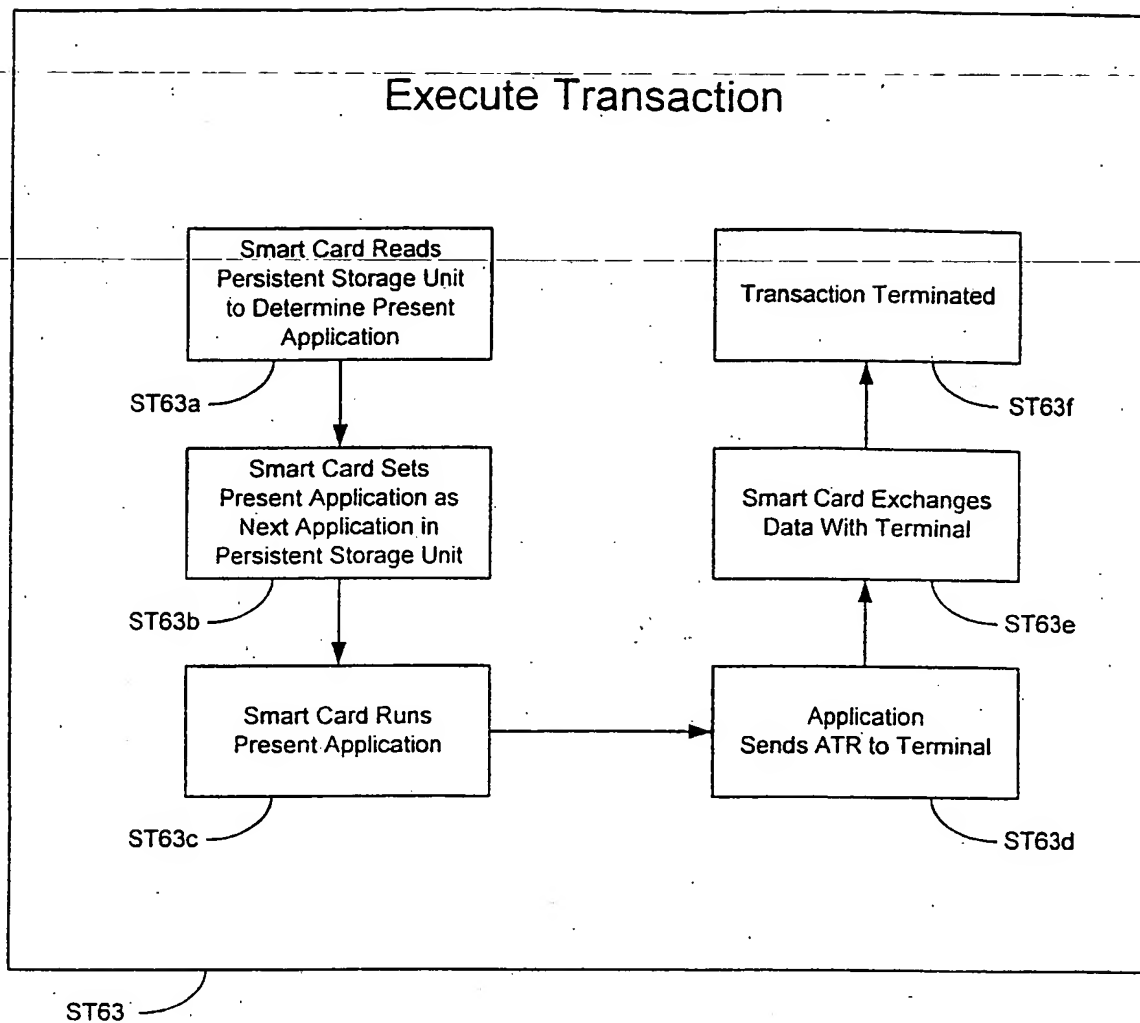 Execute Transaction
Smart Card Reads
Persistent Storage Unit
to Determine Present
Application
ST63a
Smart Card Sets
Present Application as
Next Application in
Persistent Storage Unit
ST63b
Smart Card Runs
Present Application
ST63c
Application
Sends ATR to Terminal
ST63d
Smart Card Exchanges
Data With Terminal
ST63e
Transaction Terminated
ST63f
ST63